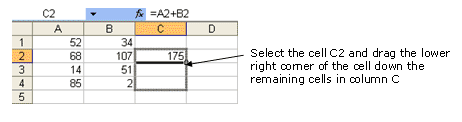 C2 fx =A2+B2
A B C D
1 52 34
2 68 107 175
3 14 51
4 85 2
5
Select the cell C2 and drag the lower
right corner of the cell down the
remaining cells in column C